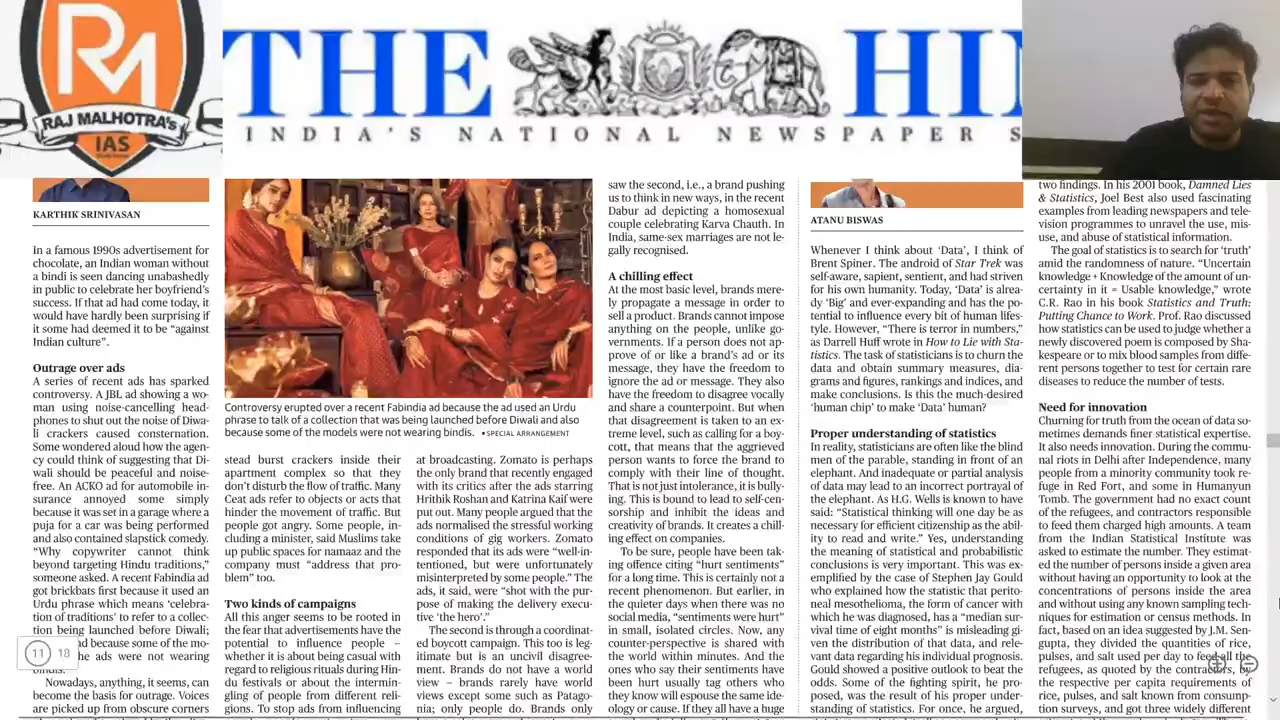 RM
RAJ MALHOTRA'S
IAS
THE HI
INDIA'S NATIONAL NEWSPAPER S
KARTHIK SRINIVASAN
In a famous 1990s advertisement for
chocolate, an Indian woman without
a bindi is seen dancing unabashedly
in public to celebrate her boyfriend's
success. If that ad had come today, it
would have hardly been surprising if
it some had deemed it to be "against
Indian culture".
Outrage over ads
A series of recent ads has sparked
controversy. A JBL ad showing a wo-
man using noise-cancelling head-
phones to shut out the noise of Diwa-
li crackers caused consternation.
Some wondered aloud how the agen-
cy could think of suggesting that Di-
wali should be peaceful and noise-
free. An ACKO ad for automobile in-
surance annoyed some simply
because it was set in a garage where a
puja for a car was being performed
and also contained slapstick comedy.
"Why copywriter cannot think
beyond targeting Hindu traditions,"
someone asked. A recent Fabindia ad
got brickbats first because it used an
Urdu phrase which means 'celebra-
tion of traditions' to refer to a collec-
tion being launched before Diwali;
d because some of the mo-
he ads were not wearing
bindis.
Nowadays, anything, it seems, can
become the basis for outrage. Voices
are picked up from obscure corners
11 18
Controversy erupted over a recent Fabindia ad because the ad used an Urdu
phrase to talk of a collection that was being launched before Diwali and also
because some of the models were not wearing bindis. ■ SPECIAL ARRANGEMENT
stead burst crackers inside their
apartment complex so that they
don't disturb the flow of traffic. Many
Ceat ads refer to objects or acts that
hinder the movement of traffic. But
people got angry. Some people, in-
cluding a minister, said Muslims take
up public spaces for namaaz and the
company must "address that pro-
blem" too.
Two kinds of campaigns
All this anger seems to be rooted in
the fear that advertisements have the
potential to influence people –
whether it is about being casual with
regard to religious rituals during Hin-
du festivals or about the intermin-
gling of people from different reli-
gions. To stop ads from influencing
at broadcasting. Zomato is perhaps
the only brand that recently engaged
with its critics after the ads starring
Hrithik Roshan and Katrina Kaif were
put out. Many people argued that the
ads normalised the stressful working
conditions of gig workers. Zomato
responded that its ads were "well-in-
tentioned, but were unfortunately
misinterpreted by some people." The
ads, it said, were "shot with the pur-
pose of making the delivery execu-
tive 'the hero'."
The second is through a coordinat-
ed boycott campaign. This too is leg-
itimate but is an uncivil disagree-
ment. Brands do not have a world
view – brands rarely have world
views except some such as Patago-
nia; only people do. Brands only
saw the second, i.e., a brand pushing
us to think in new ways, in the recent
Dabur ad depicting a homosexual
couple celebrating Karva Chauth. In
India, same-sex marriages are not le-
gally recognised.
A chilling effect
At the most basic level, brands mere-
ly propagate a message in order to
sell a product. Brands cannot impose
anything on the people, unlike go-
vernments. If a person does not ap-
prove of or like a brand's ad or its
message, they have the freedom to
ignore the ad or message. They also
have the freedom to disagree vocally
and share a counterpoint. But when
that disagreement is taken to an ex-
treme level, such as calling for a boy-
cott, that means that the aggrieved
person wants to force the brand to
comply with their line of thought.
That is not just intolerance, it is bully-
ing. This is bound to lead to self-cen-
sorship and inhibit the ideas and
creativity of brands. It creates a chill-
ing effect on companies.
To be sure, people have been tak-
ing offence citing "hurt sentiments"
for a long time. This is certainly not a
recent phenomenon. But earlier, in
the quieter days when there was no
social media, "sentiments were hurt"
in small, isolated circles. Now, any
counter-perspective is shared with
the world within minutes. And the
ones who say their sentiments have
been hurt usually tag others who
they know will espouse the same ide-
ology or cause. If they all have a huge
ATANU BISWAS
Whenever I think about 'Data', I think of
Brent Spiner. The android of Star Trek was
self-aware, sapient, sentient, and had striven
for his own humanity. Today, 'Data' is alrea-
dy 'Big' and ever-expanding and has the po-
tential to influence every bit of human lifes-
tyle. However, "There is terror in numbers,"
as Darrell Huff wrote in How to Lie with Sta-
tistics. The task of statisticians is to churn the
data and obtain summary measures, dia-
grams and figures, rankings and indices, and
make conclusions. Is this the much-desired
'human chip' to make 'Data' human?
Proper understanding of statistics
In reality, statisticians are often like the blind
men of the parable, standing in front of an
elephant. And inadequate or partial analysis
of data may lead to an incorrect portrayal of
the elephant. As H.G. Wells is known to have
said: "Statistical thinking will one day be as
necessary for efficient citizenship as the abil-
ity to read and write." Yes, understanding
the meaning of statistical and probabilistic
conclusions is very important. This was ex-
emplified by the case of Stephen Jay Gould
who explained how the statistic that perito-
neal mesothelioma, the form of cancer with
which he was diagnosed, has a "median sur-
vival time of eight months" is misleading gi-
ven the distribution of that data, and rele-
vant data regarding his individual prognosis.
Gould showed a positive outlook to beat the
odds. Some of the fighting spirit, he pro-
posed, was the result of his proper under-
standing of statistics. For once, he argued,
two findings. In his 2001 book, Damned Lies
& Statistics, Joel Best also used fascinating
examples from leading newspapers and tele-
vision programmes to unravel the use, mis-
use, and abuse of statistical information.
The goal of statistics is to search for 'truth'
amid the randomness of nature. "Uncertain
knowledge + Knowledge of the amount of un-
certainty in it = Usable knowledge," wrote
C.R. Rao in his book Statistics and Truth:
Putting Chance to Work. Prof. Rao discussed
how statistics can be used to judge whether a
newly discovered poem is composed by Sha-
kespeare or to mix blood samples from diffe-
rent persons together to test for certain rare
diseases to reduce the number of tests.
Need for innovation
Churning for truth from the ocean of data so-
metimes demands finer statistical expertise.
It also needs innovation. During the commu-
nal riots in Delhi after Independence, many
people from a minority community took re-
fuge in Red Fort, and some in Humanyun
Tomb. The government had no exact count
of the refugees, and contractors responsible
to feed them charged high amounts. A team
from the Indian Statistical Institute was
asked to estimate the number. They estimat-
ed the number of persons inside a given area
without having an opportunity to look at the
concentrations of persons inside the area
and without using any known sampling tech-
niques for estimation or census methods. In
fact, based on an idea suggested by J.M. Sen-
gupta, they divided the quantities of rice,
pulses, and salt used per day to feed all the
refugees, as quoted by the contractors, by
the respective per capita requirements of
rice, pulses, and salt known from consump-
tion surveys, and got three widely different